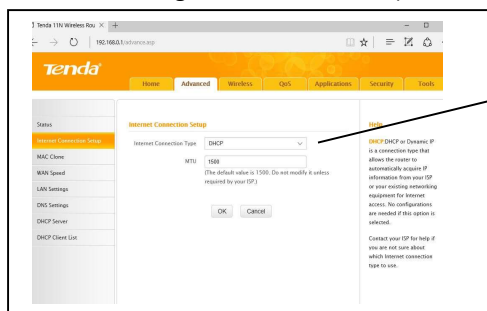 Tenda 11N Wireless Rou
192.168.0.1/advance.asp
Tenda
Home Advanced Wireless QoS Applications Security Tools
Status
Internet Connection Setup
MAC Clone
WAN Speed
LAN Settings
DNS Settings
DHCP Server
DHCP Client List
Internet Connection Setup
Internet Connection Type DHCP
MTU 1500
(The default value is 1500. Do not modify it unless
required by your ISP.)
OK Cancel
Help
DHCP:DHCP or Dynamic IP
is a connection type that
allows the router to
automatically acquire IP
information from your ISP
or your existing networking
equipment for Internet
access. No configurations
are needed if this option is
selected.
Contact your ISP for help if
you are not sure about
which Internet connection
type to use.